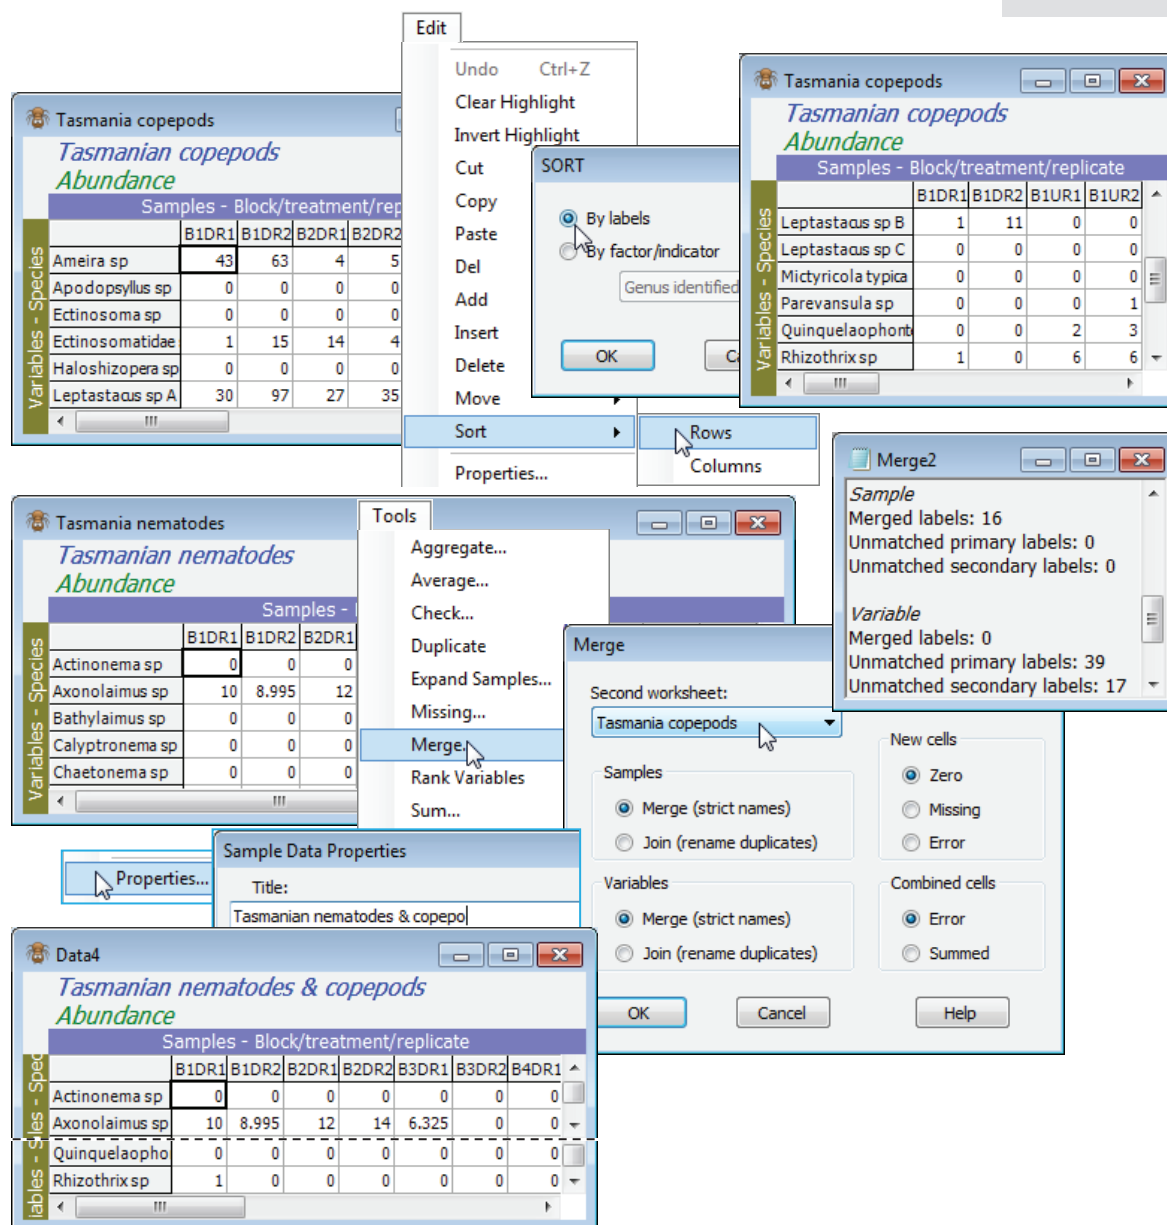 Edit
Undo Ctrl+Z
Clear Highlight
Invert Highlight
Cut
Copy
Paste
Del
Add
Insert
Delete
Move
Sort
Properties...
Rows
Columns
Tasmania copepods
Tasmanian copepods
Abundance
Samples - Block/treatment/rep
Variables - Species
B1DR1 B1DR2 B2DR1 B2DR2
Ameira sp 43 63 4 5
Apodopsyllus sp 0 0 0 0
Ectinosoma sp 0 0 0 0
Ectinosomatidae 1 15 14 4
Haloshizopera sp 0 0 0 0
Leptastacus sp A 30 97 27 35
SORT
By labels
By factor/indicator
Genus identified
OK
Tasmania copepods
Tasmanian copepods
Abundance
Samples - Block/treatment/replicate
Variables - Species
B1DR1 B1DR2 B1UR1 B1UR2
Leptastacus sp B 1 11 0 0
Leptastacus sp C 0 0 0 0
Mictyricola typica 0 0 0 0
Parevansula sp 0 0 0 1
Quinquelaophont 0 0 2 3
Rhizothrix sp 1 0 6 6
Merge2
Sample
Merged labels: 16
Unmatched primary labels: 0
Unmatched secondary labels: 0
Variable
Merged labels: 0
Unmatched primary labels: 39
Unmatched secondary labels: 17
Tasmania nematodes
Tasmanian nematodes
Abundance
Samples -
Variables - Species
B1DR1 B1DR2 B2DR1
Actinonema sp 0 0 0
Axonolaimus sp 10 8.995 12
Bathylaimus sp 0 0 0
Calyptronema sp 0 0 0
Chaetonema sp 0 0 0
Tools
Aggregate...
Average...
Check...
Duplicate
Expand Samples...
Missing...
Merge...
Rank Variables
Sum...
Merge
Second worksheet:
Tasmania copepods
Samples
Merge (strict names)
Join (rename duplicates)
Variables
Merge (strict names)
Join (rename duplicates)
New cells
Zero
Missing
Error
Combined cells
Error
Summed
OK Cancel Help
Properties...
Sample Data Properties
Title:
Tasmanian nematodes & copepo
Data4
Tasmanian nematodes & copepods
Abundance
Samples - Block/treatment/replicate
B1DR1 B1DR2 B2DR1 B2DR2 B3DR1 B3DR2 B4DR1
Actinonema sp 0 0 0 0 0 0 0
Axonolaimus sp 10 8.995 12 14 6.325 0 0
Quinquelaopho 0 0 0 0 0 0 0
Rhizothrix sp 1 0 0 0 0 0 0